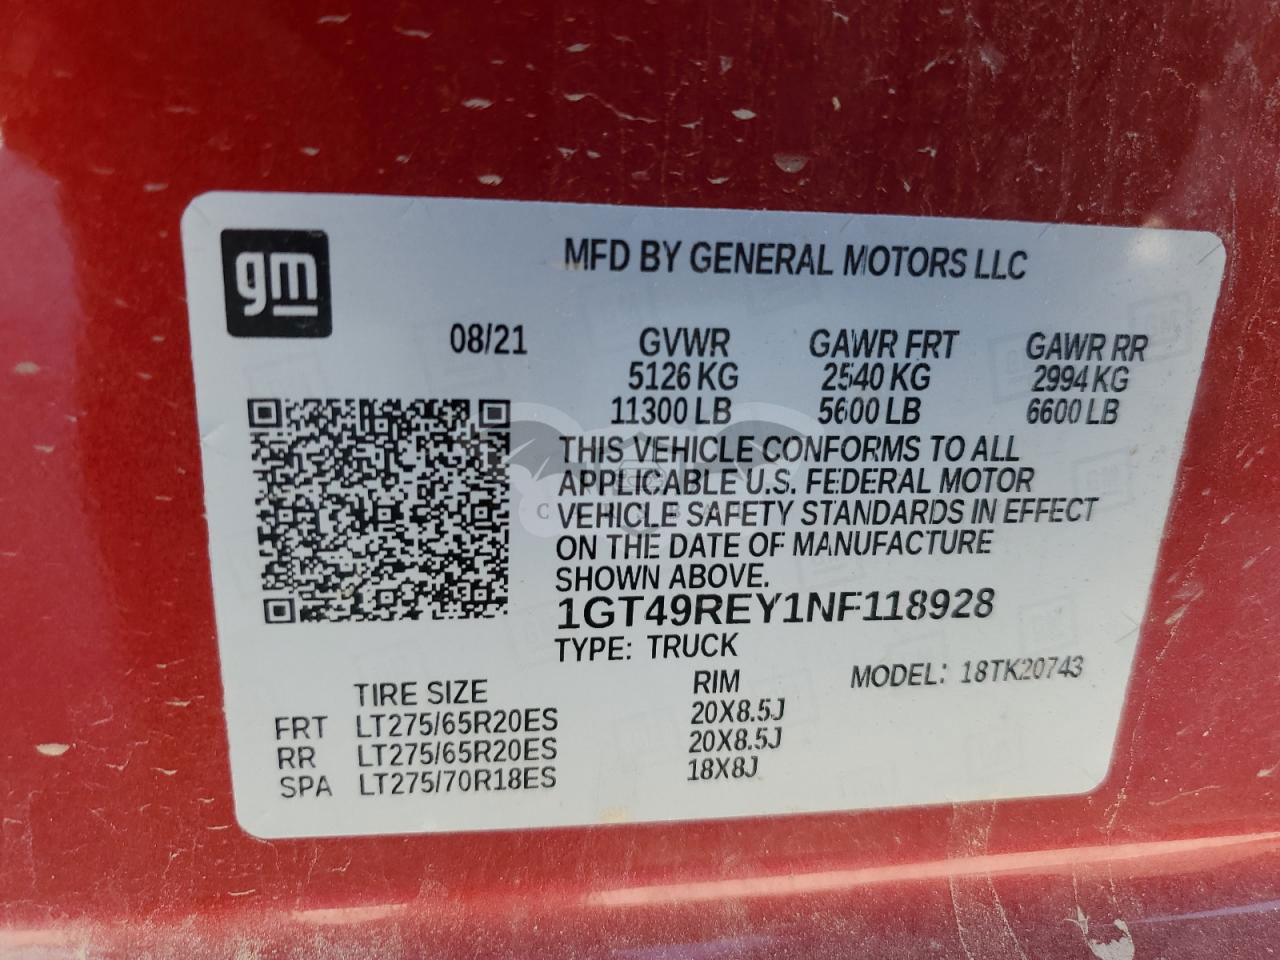 gm
MFD BY GENERAL MOTORS LLC
08/21 GVWR GAWR FRT GAWR RR
5126 KG 2540 KG 2994 KG
11300 LB 5600 LB 6600 LB
THIS VEHICLE CONFORMS TO ALL
APPLICABLE U.S. FEDERAL MOTOR
VEHICLE SAFETY STANDARDS IN EFFECT
ON THE DATE OF MANUFACTURE
SHOWN ABOVE.
1GT49REY1NF118928
TYPE: TRUCK
MODEL: 18TK20743
TIRE SIZE RIM
FRT LT275/65R20ES 20X8.5J
RR LT275/65R20ES 20X8.5J
SPA LT275/70R18ES 18X8J